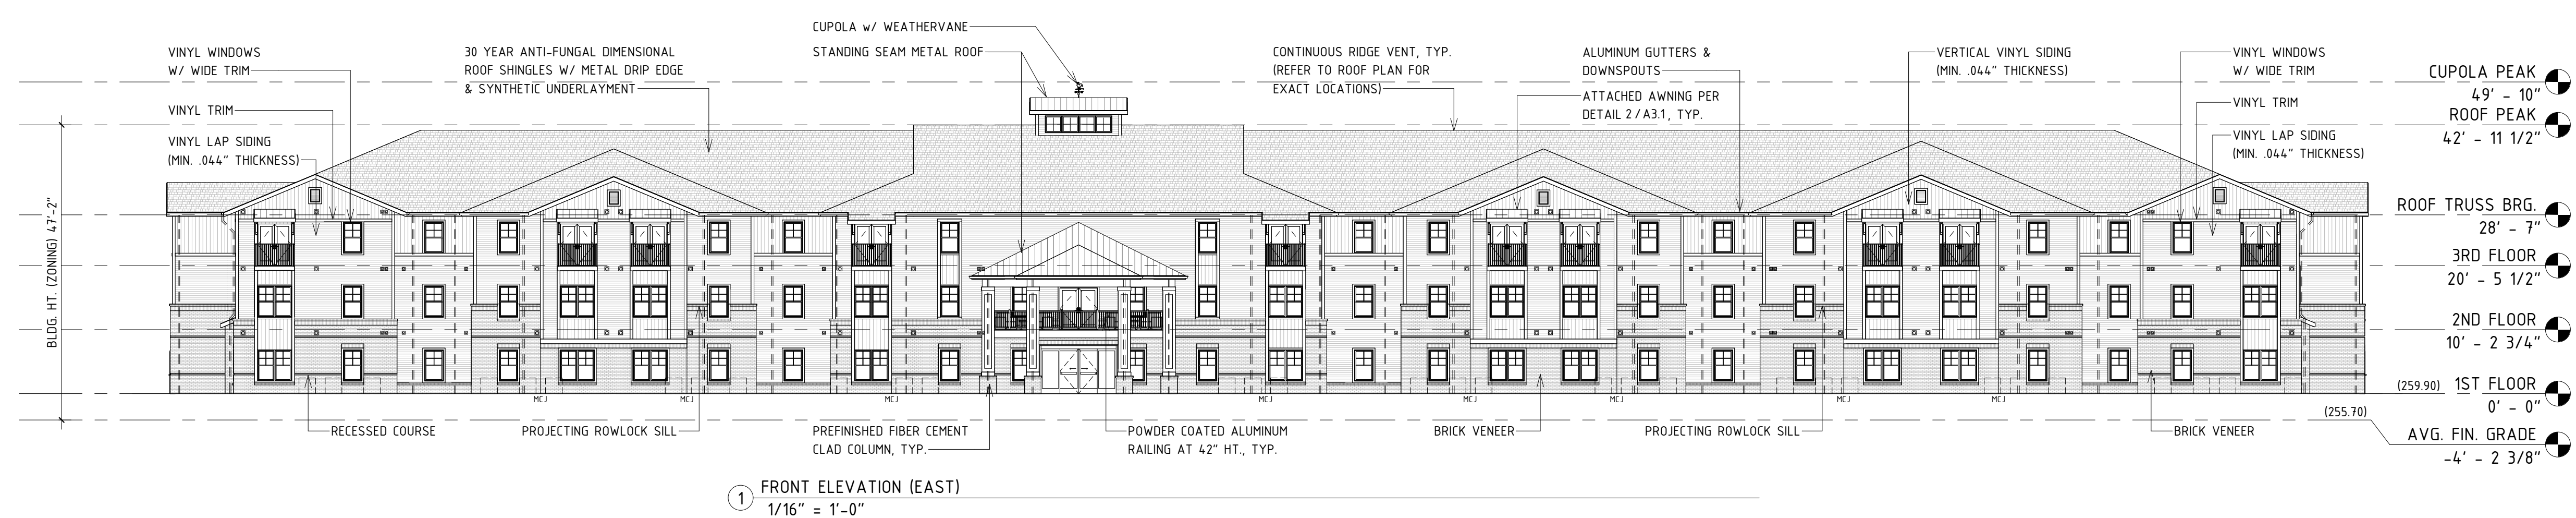 CUPOLA w/ WEATHERVANE
STANDING SEAM METAL ROOF
VINYL WINDOWS
W/ WIDE TRIM
VINYL TRIM
VINYL LAP SIDING
(MIN. .044" THICKNESS)
30 YEAR ANTI-FUNGAL DIMENSIONAL
ROOF SHINGLES W/ METAL DRIP EDGE
& SYNTHETIC UNDERLAYMENT
CONTINUOUS RIDGE VENT, TYP.
(REFER TO ROOF PLAN FOR
EXACT LOCATIONS)
ALUMINUM GUTTERS &
DOWNSPOUTS
ATTACHED AWNING PER
DETAIL 2/A3.1, TYP.
VERTICAL VINYL SIDING
(MIN. .044" THICKNESS)
VINYL WINDOWS
W/ WIDE TRIM
VINYL TRIM
VINYL LAP SIDING
(MIN. .044" THICKNESS)
CUPOLA PEAK
49' - 10"
ROOF PEAK
42' - 11 1/2"
ROOF TRUSS BRG.
28' - 7"
3RD FLOOR
20' - 5 1/2"
2ND FLOOR
10' - 2 3/4"
(259.90) 1ST FLOOR
0' - 0"
(255.70)
AVG. FIN. GRADE
-4' - 2 3/8"
BLDG. HT. (ZONING) 47'-2"
MCJ
MCJ
MCJ
MCJ
MCJ
MCJ
MCJ
MCJ
RECESSED COURSE
PROJECTING ROWLOCK SILL
PREFINISHED FIBER CEMENT
CLAD COLUMN, TYP.
POWDER COATED ALUMINUM
RAILING AT 42" HT., TYP.
BRICK VENEER
PROJECTING ROWLOCK SILL
BRICK VENEER
1 FRONT ELEVATION (EAST)
1/16" = 1'-0"